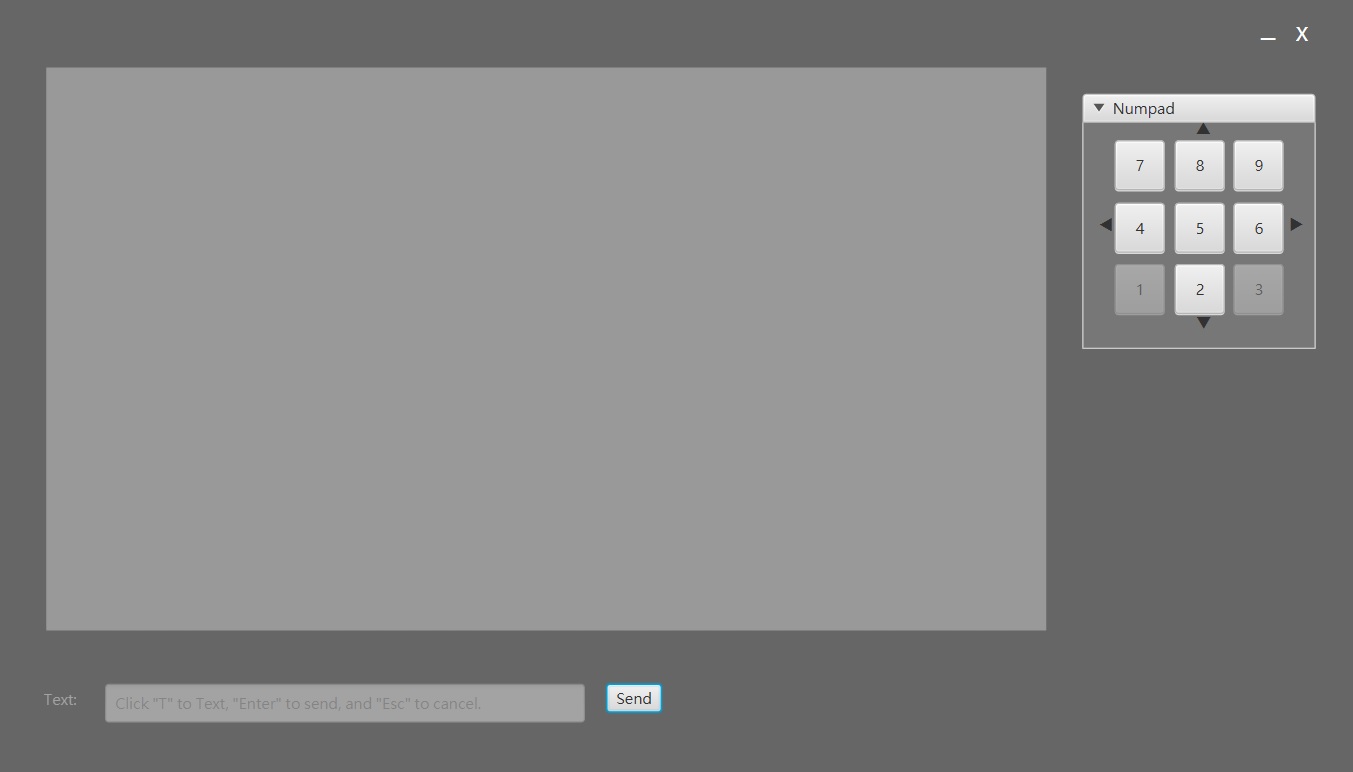 _ X
Numpad
7 8 9
4 5 6
1 2 3
Text: Click "T" to Text, "Enter" to send, and "Esc" to cancel. Send